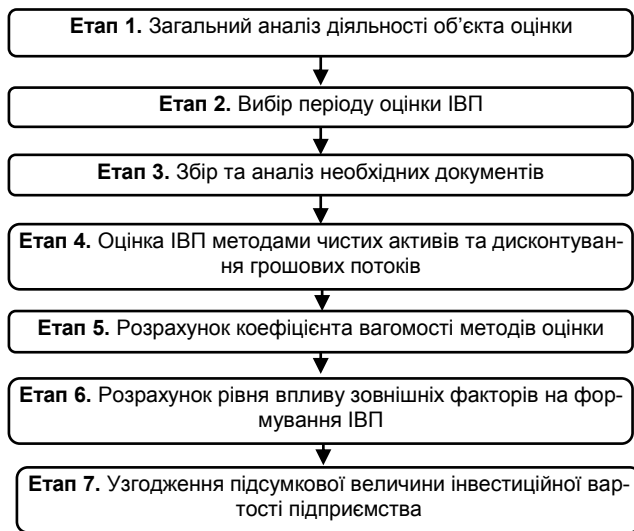 Етап 1. Загальний аналіз діяльності об’єкта оцінки
Етап 2. Вибір періоду оцінки ІВП
Етап 3. Збір та аналіз необхідних документів
Етап 4. Оцінка ІВП методами чистих активів та дисконтуван-
ня грошових потоків
Етап 5. Розрахунок коефіцієнта вагомості методів оцінки
Етап 6. Розрахунок рівня впливу зовнішніх факторів на фор-
мування ІВП
Етап 7. Узгодження підсумкової величини інвестиційної вар-
тості підприємства